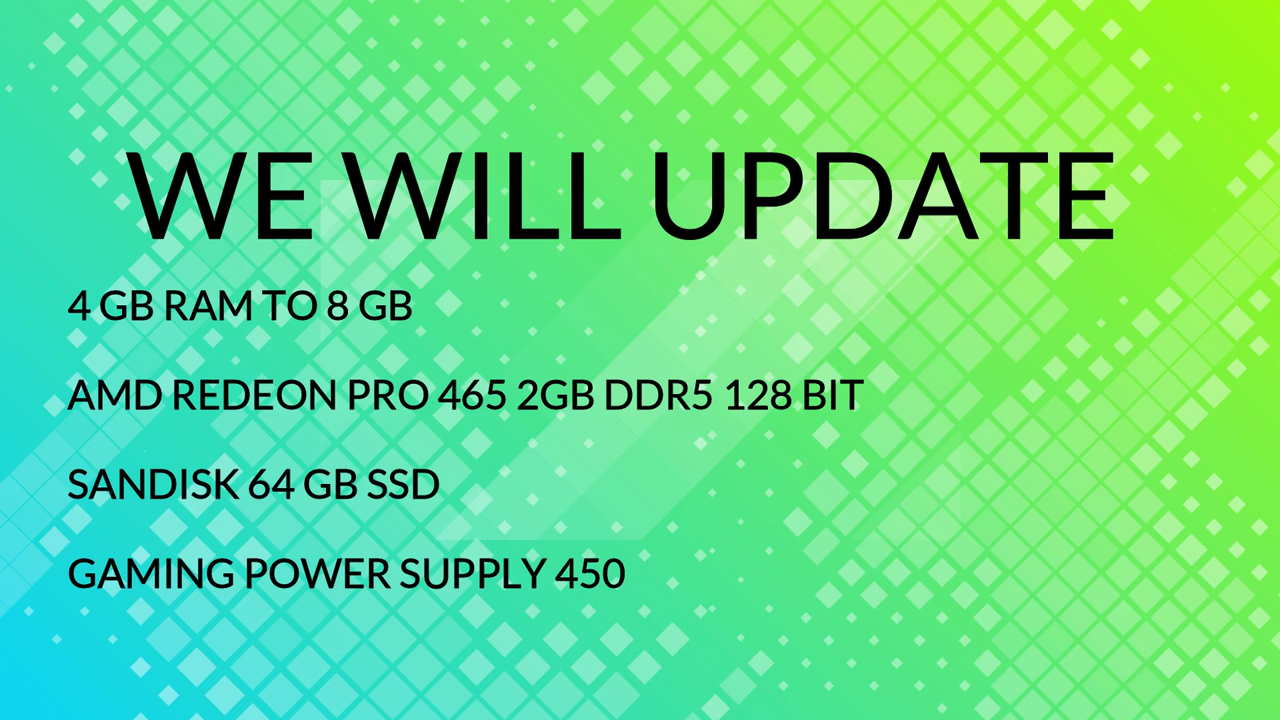 WE WILL UPDATE
4 GB RAM TO 8 GB
AMD REDEON PRO 465 2GB DDR5 128 BIT
SANDISK 64 GB SSD
GAMING POWER SUPPLY 450